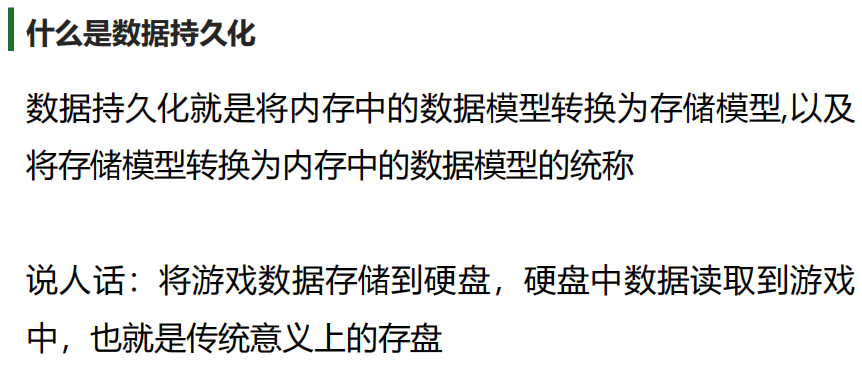 什么是数据持久化
数据持久化就是将内存中的数据模型转换为存储模型,以及
将存储模型转换为内存中的数据模型的统称
说人话：将游戏数据存储到硬盘，硬盘中数据读取到游戏
中，也就是传统意义上的存盘